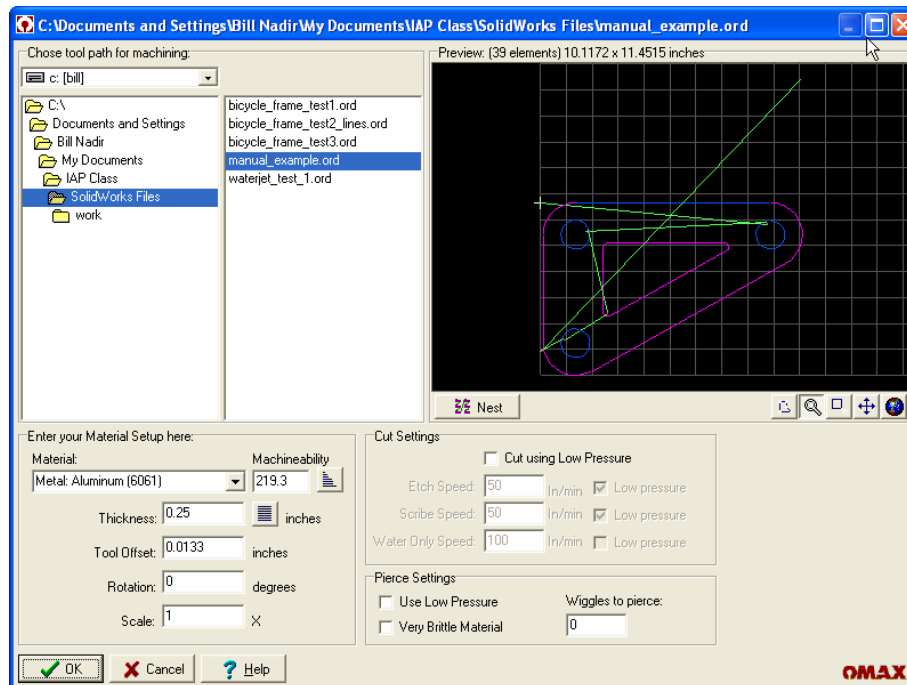 C:\Documents and Settings\Bill Nadir\My Documents\IAP Class\SolidWorks Files\manual_example.ord
Chose tool path for machining:
c: [bill]
C:\
Documents and Settings
Bill Nadir
My Documents
IAP Class
SolidWorks Files
work
bicycle_frame_test1.ord
bicycle_frame_test2_lines.ord
bicycle_frame_test3.ord
manual_example.ord
waterjet_test_1.ord
Preview: (39 elements) 10.1172 x 11.4515 inches
Nest
Enter your Material Setup here:
Material:
Machineability
Metal: Aluminum (6061)
219.3
Thickness: 0.25 inches
Tool Offset: 0.0133 inches
Rotation: 0 degrees
Scale: 1 X
Cut Settings
Cut using Low Pressure
Etch Speed: 50 In/min Low pressure
Scribe Speed: 50 In/min Low pressure
Water Only Speed: 100 In/min Low pressure
Pierce Settings
Use Low Pressure
Very Brittle Material
Wiggles to pierce:
0
OK
Cancel
? Help
OMAX